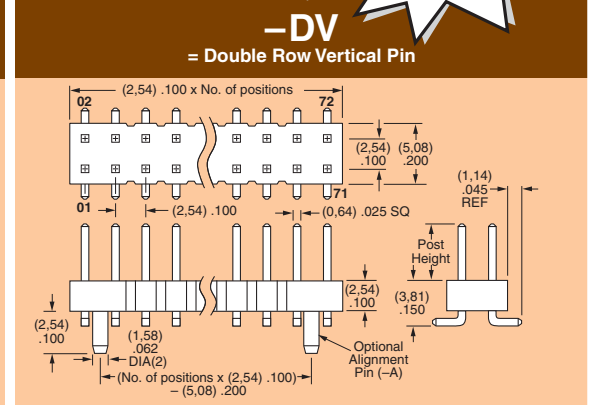 –DV
= Double Row Vertical Pin
(2,54) .100 x No. of positions
02
72
(2,54)
.100
(5,08)
.200
(1,14)
.045
REF
71
01
(2,54) .100
(0,64) .025 SQ
Post
Height
(2,54)
.100
(3,81)
.150
(2,54)
.100
(1,58)
.062
DIA(2)
Optional
Alignment
Pin (–A)
(No. of positions x (2,54) .100)
– (5,08) .200